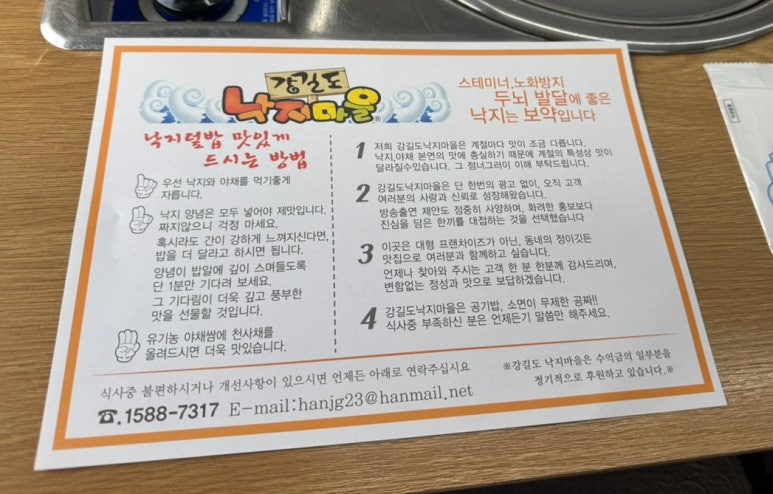 강길도
낙지마을®
스테미너,노화방지
두뇌 발달에 좋은
낙지는 보약입니다
낙지덮밥 맛있게
드시는 방법
우선 낙지와 야채를 먹기좋게
자릅니다.
낙지 양념은 모두 넣어야 제맛입니다.
짜지않으니 걱정 마세요.
혹시라도 간이 강하게 느껴지신다면,
밥을 더 달라고 하시면 됩니다.
양념이 밥알에 깊이 스며들도록
단 1분만 기다려 보세요.
그 기다림이 더욱 깊고 풍부한
맛을 선물할 것입니다.
유기농 야채쌈에 천사채를
올려드시면 더욱 맛있습니다.
1 저희 강길도낙지마을은 계절마다 맛이 조금 다릅니다.
낙지,야채 본연의 맛에 충실하기 때문에 계절의 특성상 맛이
달라질수있습니다. 그 점너그러이 이해 부탁드립니다.
2 강길도낙지마을은 단 한번의 광고 없이, 오직 고객
여러분의 사랑과 신뢰로 성장해왔습니다.
방송출연 제안도 정중히 사양하며, 화려한 홍보보다
진심을 담은 한끼를 대접하는 것을 선택했습니다
3 이곳은 대형 프랜차이즈가 아닌, 동네의 정이깃든
맛집으로 여러분과 함께하고 싶습니다.
언제나 찾아와 주시는 고객 한 분 한분께 감사드리며,
변함없는 정성과 맛으로 보답하겠습니다.
4 강길도낙지마을은 공기밥, 소면이 무제한 공짜!!
식사중 부족하신 분은 언제든기 말씀만 해주세요.
식사중 불편하시거나 개선사항이 있으시면 언제든 아래로 연락주십시요
☎.1588-7317 E-mail:hanjg23@hanmail.net
※강길도 낙지마을은 수익금의 일부분을
정기적으로 후원하고 있습니다.※